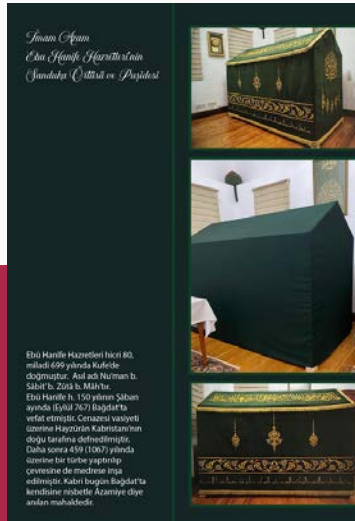 İmam Azam
Ebu Hanife Hazretleri'nin
Sanduka Örtüsü ve Puşidesi
Ebû Hanîfe Hazretleri hicri 80,
miladi 699 yılında Kufe'de
doğmuştur. Asıl adı Nu'man b.
Sâbit'b. Zûtâ b. Mâh'tır.
Ebû Hanîfe h. 150 yılının Şâban
ayında (Eylül 767) Bağdat'ta
vefat etmiştir. Cenazesi vasiyeti
üzerine Hayzürân Kabristanı'nın
doğu tarafına defnedilmiştir.
Daha sonra 459 (1067) yılında
üzerine bir türbe yaptırılıp
çevresine de medrese inşa
edilmiştir. Kabri bugün Bağdat'ta
kendisine nisbetle Âzamiye diye
anılan mahaldedir.